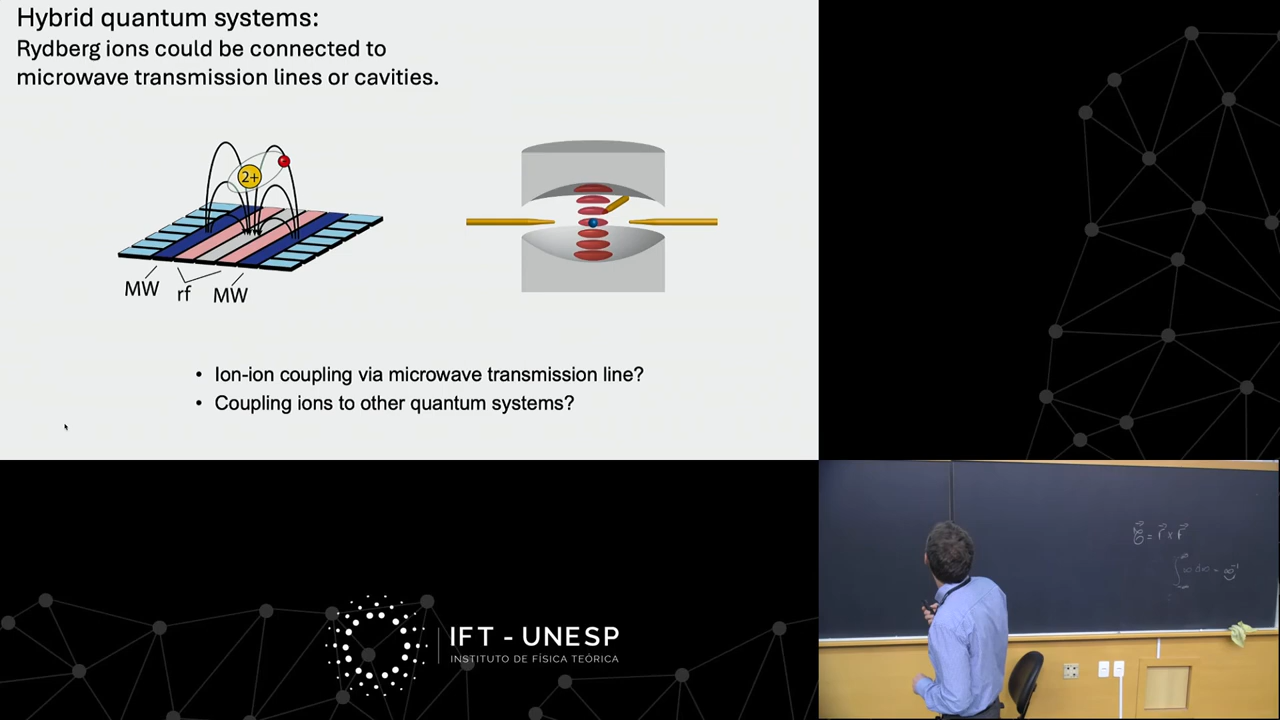 Hybrid quantum systems:
Rydberg ions could be connected to
microwave transmission lines or cavities.
2+
MW
rf
MW
• Ion-ion coupling via microwave transmission line?
• Coupling ions to other quantum systems?
IFT - UNESP
INSTITUTO DE FÍSICA TEÓRICA